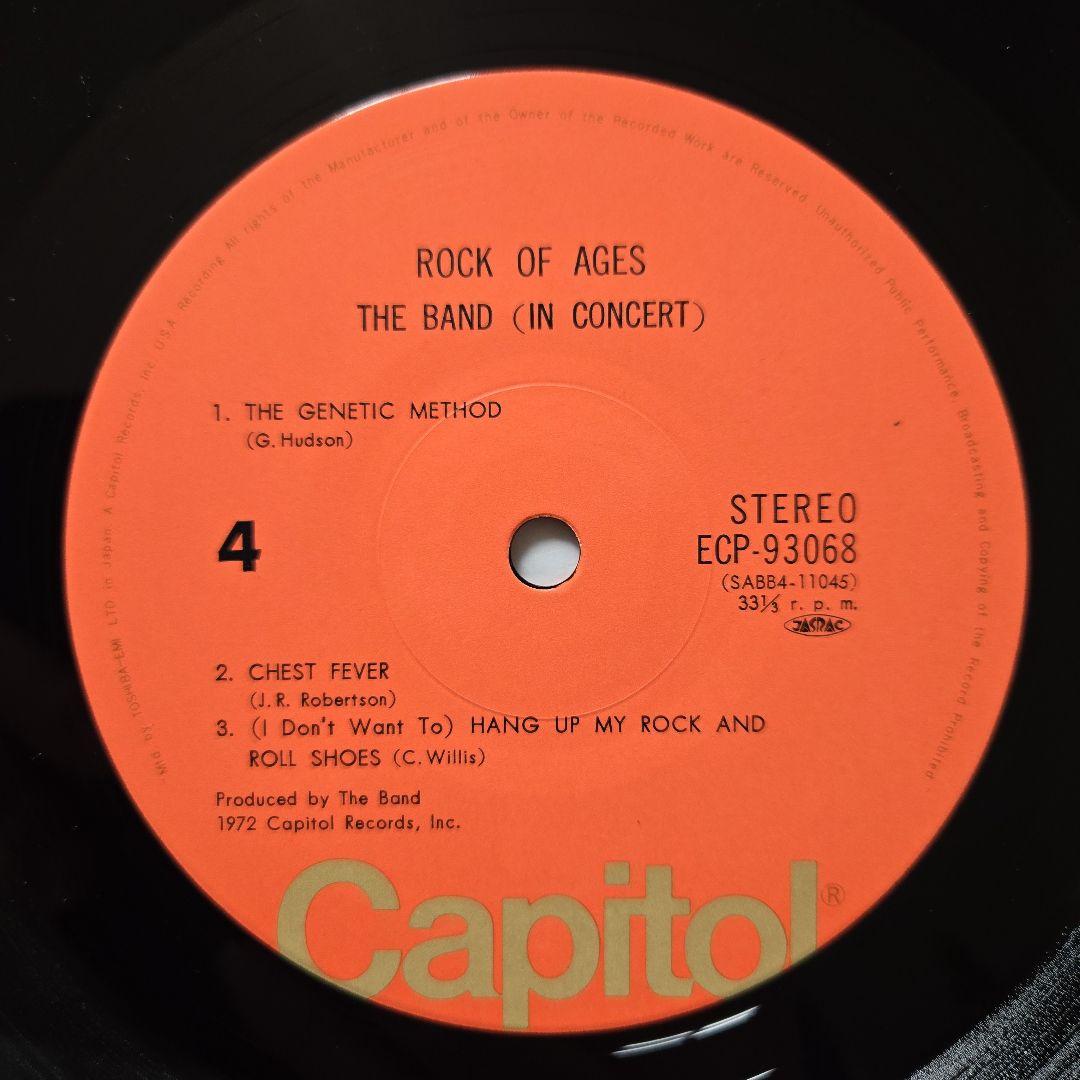 Mfd by TOSHIBA-EMI LTD in Japan A Capitol Records, Inc U.S.A. Recording All rights of the Manufacturer and of the Owner of the Recorded Work are Reserved Unauthorized Public Performance, Broadcasting and Copying of the Record Prohibited
ROCK OF AGES
THE BAND (IN CONCERT)
1. THE GENETIC METHOD
(G. Hudson)
4
STEREO
ECP-93068
(SABB4-11045)
33⅓ r. p. m.
JASRAC
2. CHEST FEVER
(J. R. Robertson)
3. (I Don't Want To) HANG UP MY ROCK AND
ROLL SHOES (C. Willis)
Produced by The Band
1972 Capitol Records, Inc.
Capitol®